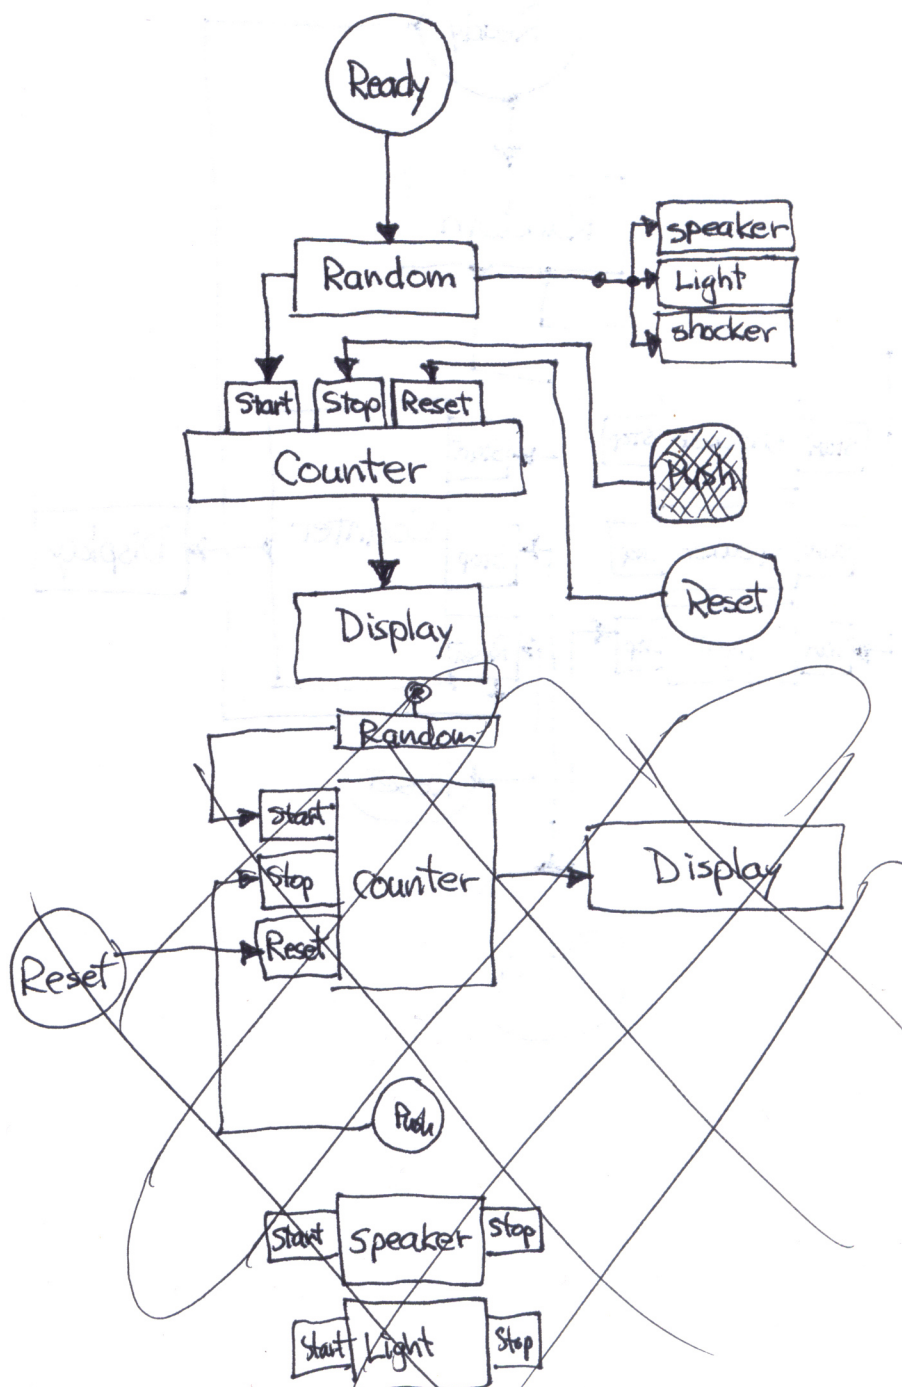 Ready
speaker
Random
Light
shocker
Start Stop Reset
Counter
Push
Reset
Display
Random
Start
Stop
Counter
Display
Reset
Reset
Push
Start speaker Stop
Start Light Stop